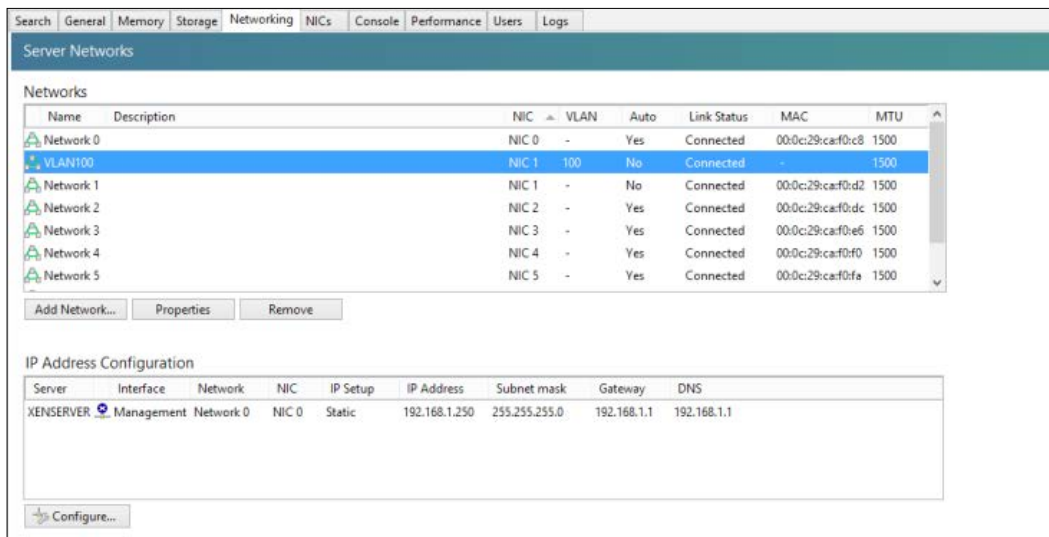 Search General Memory Storage Networking NICs Console Performance Users Logs
Server Networks
Networks
Name Description NIC VLAN Auto Link Status MAC MTU
Network 0 NIC 0 - Yes Connected 00:0c:29:ca:f0:c8 1500
VLAN100 NIC 1 100 No Connected - 1500
Network 1 NIC 1 - No Connected 00:0c:29:ca:f0:d2 1500
Network 2 NIC 2 - Yes Connected 00:0c:29:ca:f0:dc 1500
Network 3 NIC 3 - Yes Connected 00:0c:29:ca:f0:e6 1500
Network 4 NIC 4 - Yes Connected 00:0c:29:ca:f0:f0 1500
Network 5 NIC 5 - Yes Connected 00:0c:29:ca:f0:fa 1500
Add Network... Properties Remove
IP Address Configuration
Server Interface Network NIC IP Setup IP Address Subnet mask Gateway DNS
XENSERVER Management Network 0 NIC 0 Static 192.168.1.250 255.255.255.0 192.168.1.1 192.168.1.1
Configure...